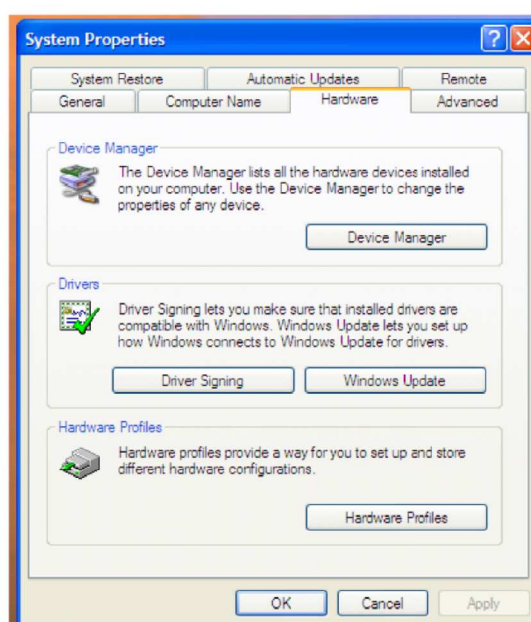 System Properties
System Restore Automatic Updates Remote
General Computer Name Hardware Advanced
Device Manager
The Device Manager lists all the hardware devices installed
on your computer. Use the Device Manager to change the
properties of any device.
Device Manager
Drivers
Driver Signing lets you make sure that installed drivers are
compatible with Windows. Windows Update lets you set up
how Windows connects to Windows Update for drivers.
Driver Signing Windows Update
Hardware Profiles
Hardware profiles provide a way for you to set up and store
different hardware configurations.
Hardware Profiles
OK Cancel Apply